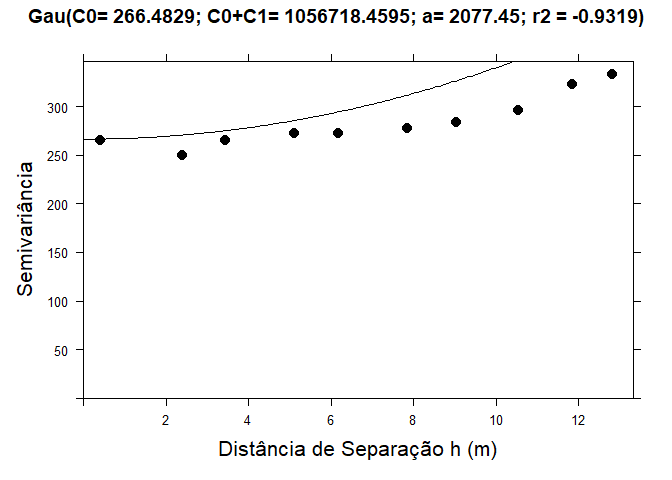 Gau(C0= 266.4829; C0+C1= 1056718.4595; a= 2077.45; r2 = -0.9319)
Semivariância
300
250
200
150
100
50
2 4 6 8 10 12
Distância de Separação h (m)